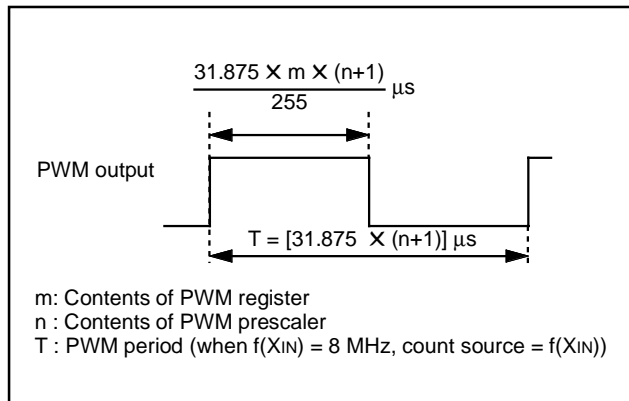 31.875 × m × (n+1)
255
μs
PWM output
T = [31.875 × (n+1)] μs
m: Contents of PWM register
n : Contents of PWM prescaler
T : PWM period (when f(XIN) = 8 MHz, count source = f(XIN))